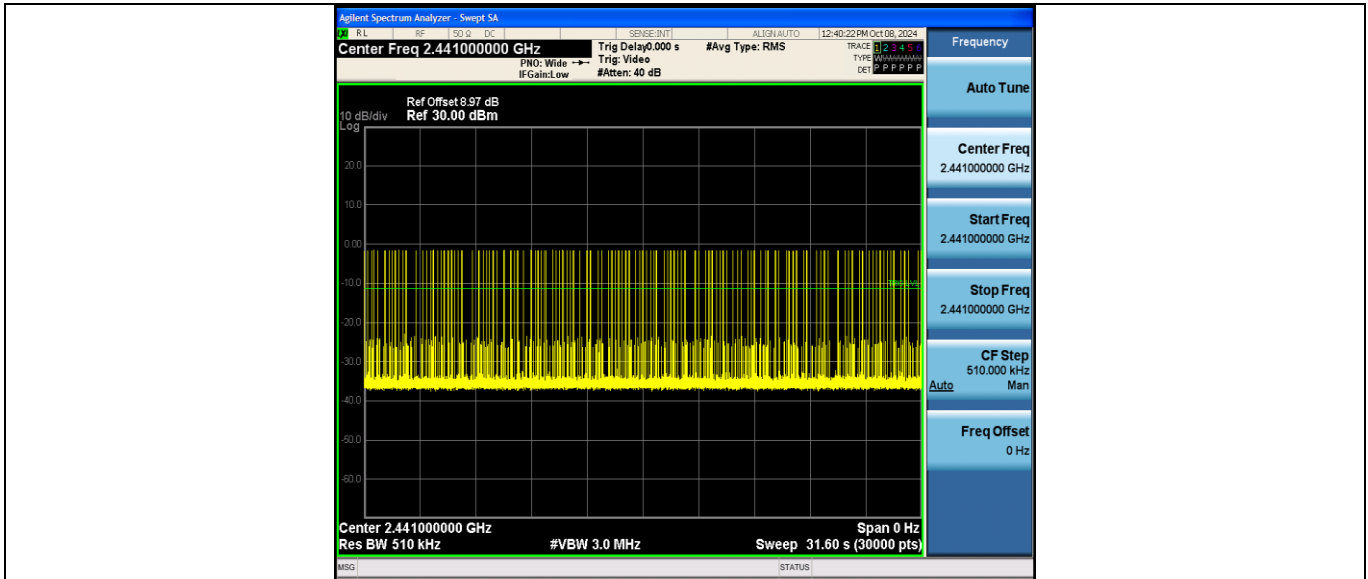 Agilent Spectrum Analyzer - Swept SA
LXI RL RF 50 Ω DC SENSE:INT ALIGN AUTO 12:40:22 PM Oct 08, 2024
Center Freq 2.441000000 GHz
PNO: Wide
IFGain:Low
Trig Delay0.000 s
Trig: Video
#Atten: 40 dB
#Avg Type: RMS
TRACE 1 2 3 4 5 6
TYPE
DET P P P P P P
Ref Offset 8.97 dB
10 dB/div Ref 30.00 dBm
Log
20.0
10.0
0.00
-10.0
-20.0
-30.0
-40.0
-50.0
-60.0
Center 2.441000000 GHz Span 0 Hz
Res BW 510 kHz #VBW 3.0 MHz Sweep 31.60 s (30000 pts)
MSG STATUS
Frequency
Auto Tune
Center Freq
2.441000000 GHz
Start Freq
2.441000000 GHz
Stop Freq
2.441000000 GHz
CF Step
510.000 kHz
Auto Man
Freq Offset
0 Hz